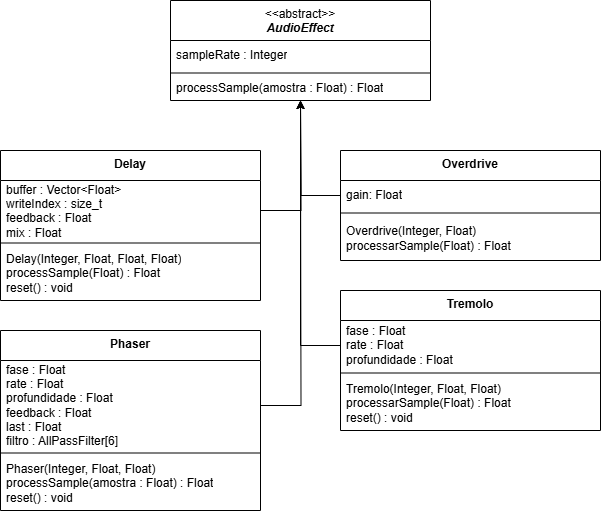 <<abstract>>
AudioEffect
sampleRate : Integer
processSample(amostra : Float) : Float
Delay
buffer : Vector<Float>
writeIndex : size_t
feedback : Float
mix : Float
Delay(Integer, Float, Float, Float)
processSample(Float) : Float
reset() : void
Overdrive
gain: Float
Overdrive(Integer, Float)
processarSample(Float) : Float
Phaser
fase : Float
rate : Float
profundidade : Float
feedback : Float
last : Float
filtro : AllPassFilter[6]
Phaser(Integer, Float, Float)
processSample(amostra : Float) : Float
reset() : void
Tremolo
fase : Float
rate : Float
profundidade : Float
Tremolo(Integer, Float, Float)
processarSample(Float) : Float
reset() : void